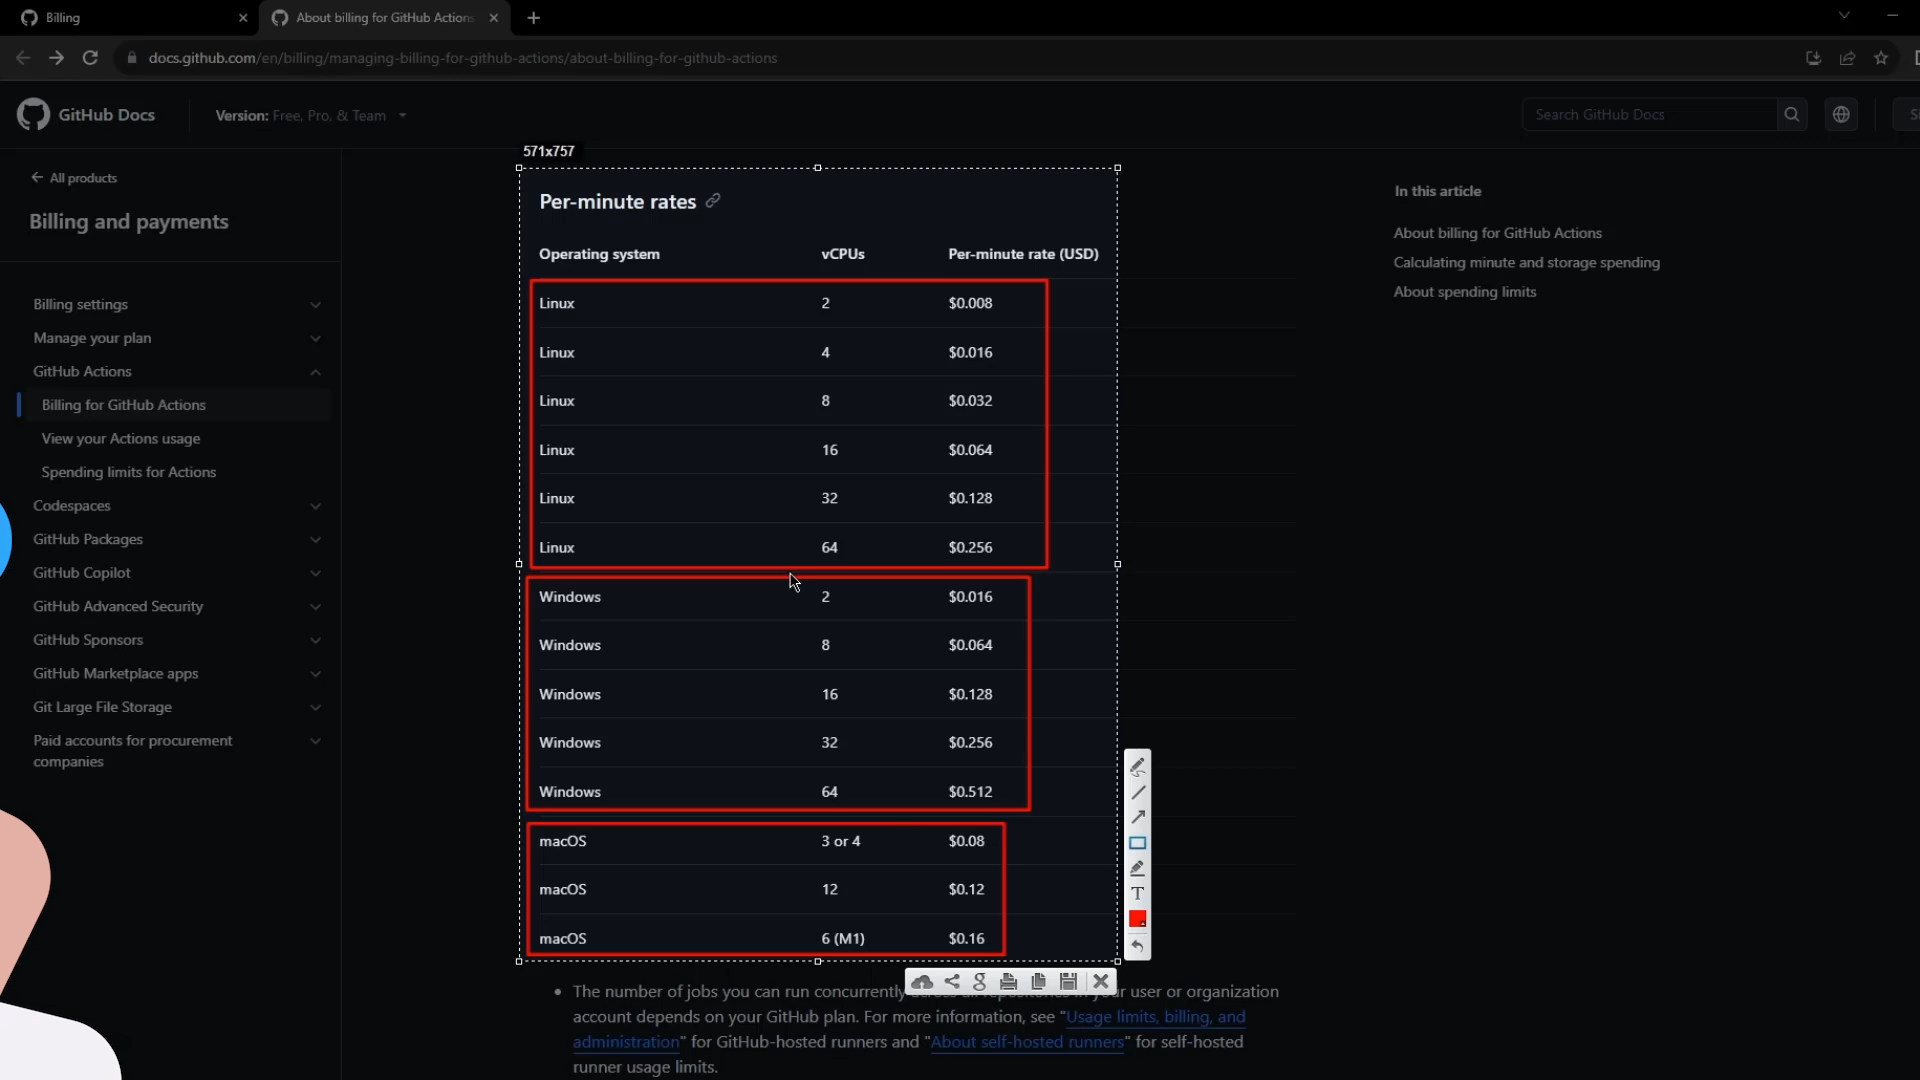 Billing
About billing for GitHub Actions
docs.github.com/en/billing/managing-billing-for-github-actions/about-billing-for-github-actions
GitHub Docs
Version: Free, Pro, & Team
Search GitHub Docs
571x757
All products
Billing and payments
Billing settings
Manage your plan
GitHub Actions
Billing for GitHub Actions
View your Actions usage
Spending limits for Actions
Codespaces
GitHub Packages
GitHub Copilot
GitHub Advanced Security
GitHub Sponsors
GitHub Marketplace apps
Git Large File Storage
Paid accounts for procurement
companies
Per-minute rates
Operating system vCPUs Per-minute rate (USD)
Linux 2 $0.008
Linux 4 $0.016
Linux 8 $0.032
Linux 16 $0.064
Linux 32 $0.128
Linux 64 $0.256
Windows 2 $0.016
Windows 8 $0.064
Windows 16 $0.128
Windows 32 $0.256
Windows 64 $0.512
macOS 3 or 4 $0.08
macOS 12 $0.12
macOS 6 (M1) $0.16
• The number of jobs you can run concurrently user or organization
account depends on your GitHub plan. For more information, see "Usage limits, billing, and
administration" for GitHub-hosted runners and "About self-hosted runners" for self-hosted
runner usage limits.
In this article
About billing for GitHub Actions
Calculating minute and storage spending
About spending limits